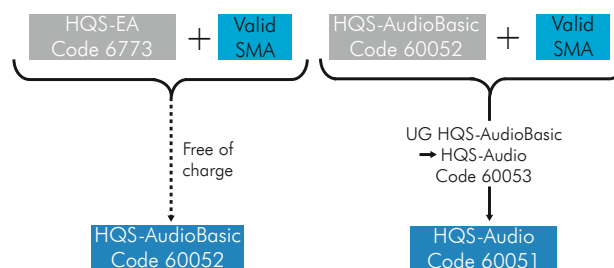 HQS-EA
Code 6773
+
Valid
SMA
HQS-AudioBasic
Code 60052
+
Valid
SMA
Free of
charge
UG HQS-AudioBasic
→ HQS-Audio
Code 60053
HQS-AudioBasic
Code 60052
HQS-Audio
Code 60051